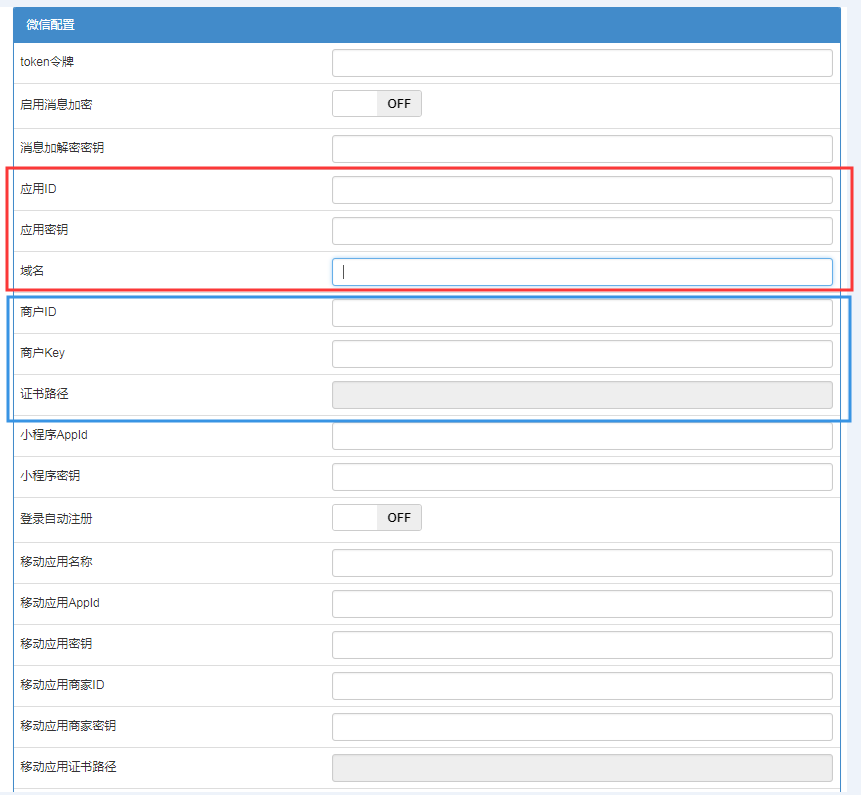 微信配置
token令牌
启用消息加密
OFF
消息加解密密钥
应用ID
应用密钥
域名
商户ID
商户Key
证书路径
小程序AppId
小程序密钥
登录自动注册
OFF
移动应用名称
移动应用AppId
移动应用密钥
移动应用商家ID
移动应用商家密钥
移动应用证书路径